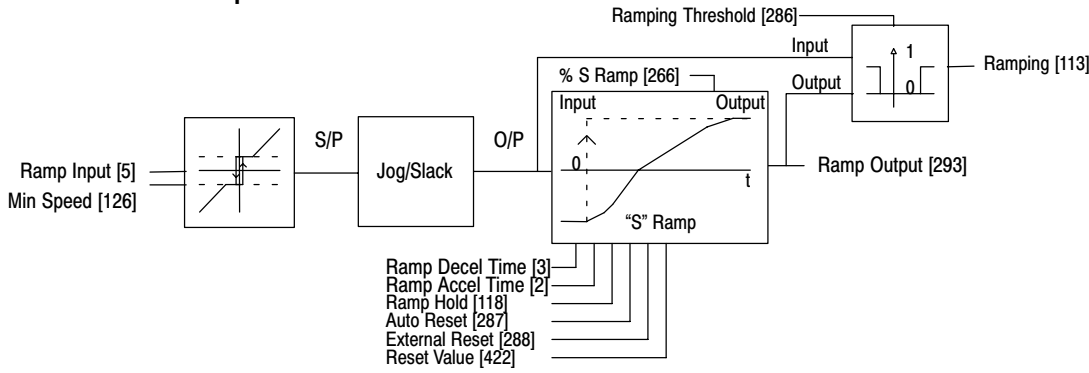 Ramping Threshold [286]
Input
1
Ramping [113]
% S Ramp [266]
Output
0
Input
Output
S/P
O/P
Ramp Input [5]
Jog/Slack
0
Ramp Output [293]
Min Speed [126]
t
“S” Ramp
Ramp Decel Time [3]
Ramp Accel Time [2]
Ramp Hold [118]
Auto Reset [287]
External Reset [288]
Reset Value [422]